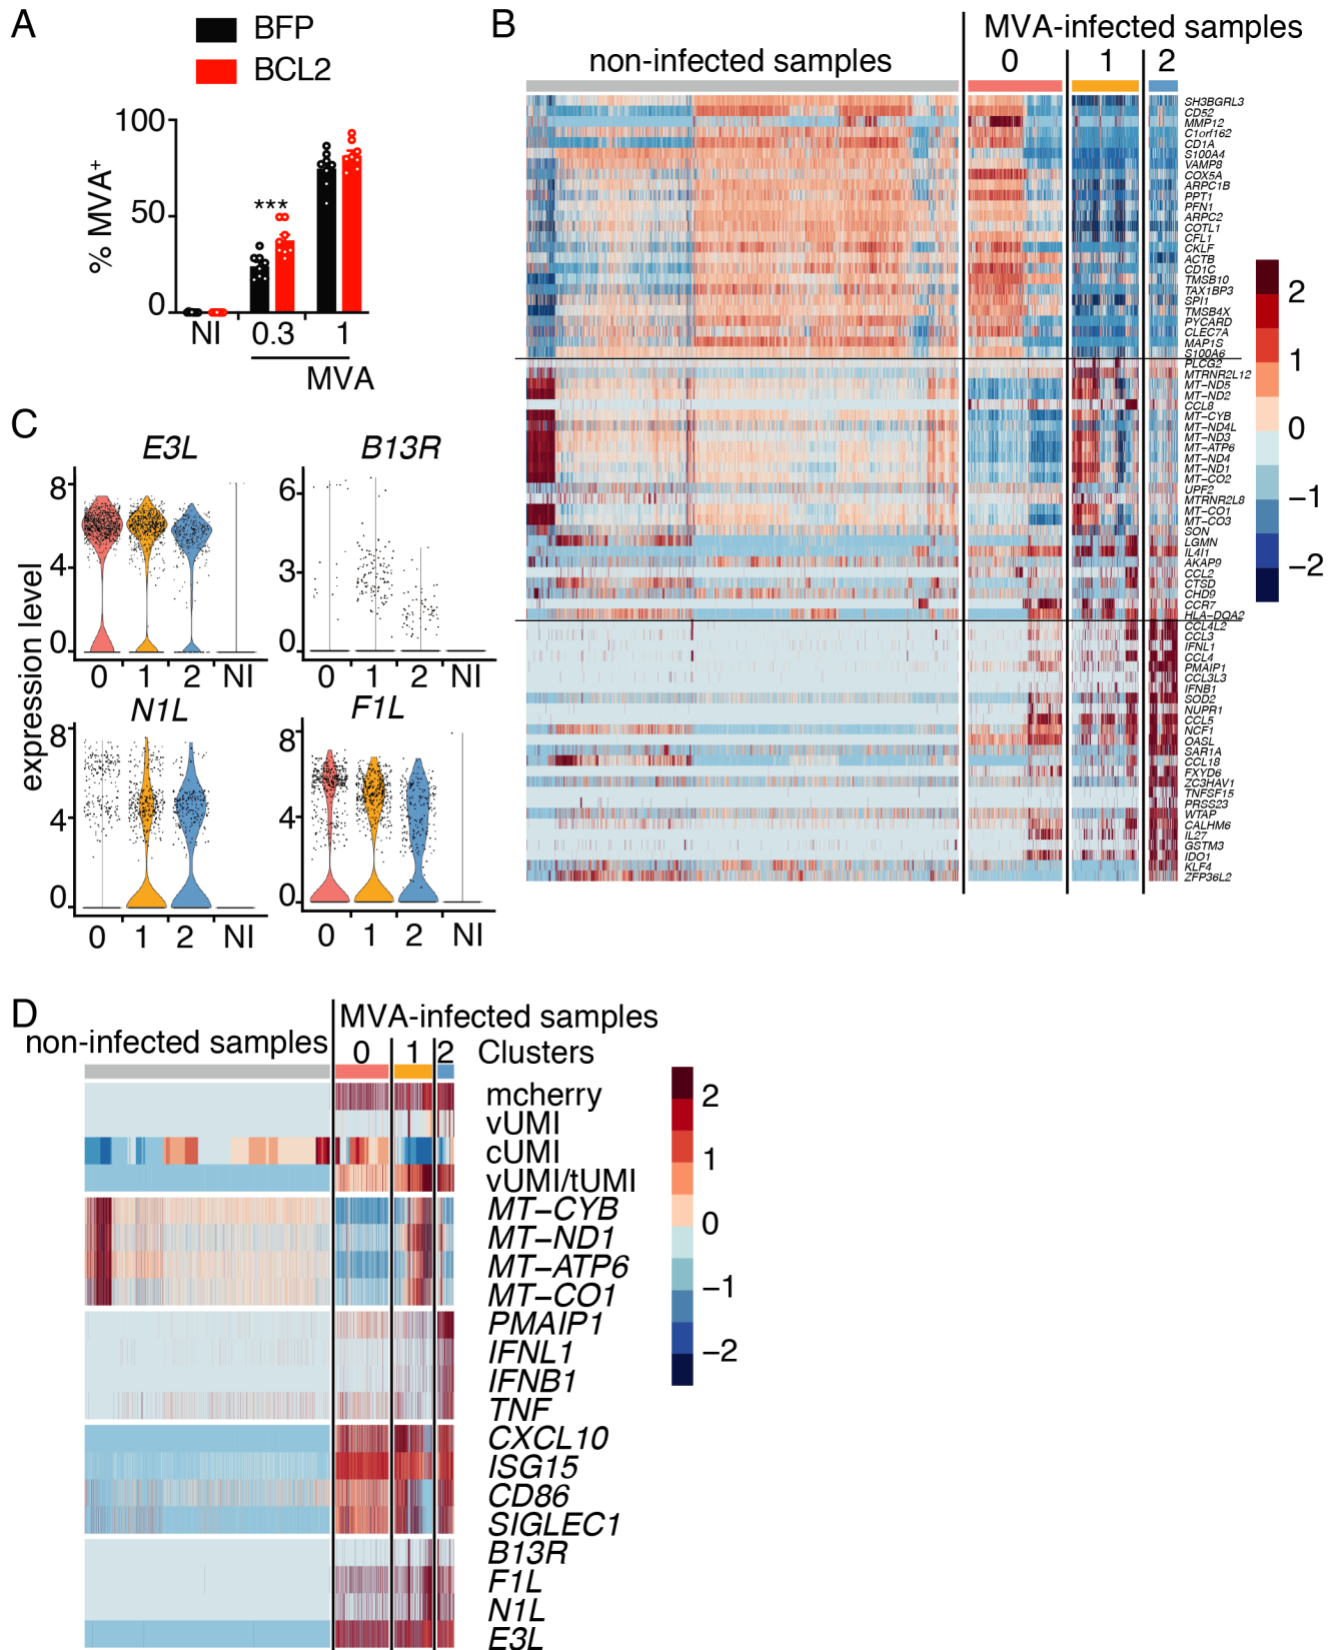 A
BFP
BCL2
% MVA+
100
50
0
***
NI
0.3
1
MVA
B
MVA-infected samples
non-infected samples
0
1
2
SH3BGRL3
CD52
MMP12
C1orf162
CD1A
S100A4
VAMP8
COX5A
ARPC1B
PPT1
PFN1
ARPC2
COTL1
CFL1
CKLF
ACTB
CD1C
TMSB10
TAX1BP3
SPI1
TMSB4X
PYCARD
CLEC7A
MAP1S
S100A6
PLCG2
MTRNR2L12
MT-ND5
MT-ND2
CCL8
MT-CYB
MT-ND4L
MT-ND3
MT-ATP6
MT-ND4
MT-ND1
MT-CO2
UPF2
MTRNR2L8
MT-CO1
MT-CO3
SON
LGMN
IL4I1
AKAP9
CCL2
CTSD
CHD9
CCR7
HLA-DQA2
CCL4L2
CCL3
IFNL1
CCL4
PMAIP1
CCL3L3
IFNB1
SOD2
NUPR1
CCL5
NCF1
OASL
SAR1A
CCL18
FXYD6
ZC3HAV1
TNFSF15
PRSS23
WTAP
CALHM6
IL27
GSTM3
IDO1
KLF4
ZFP36L2
2
1
0
−1
−2
C
expression level
E3L
8
4
0
0 1 2 NI
B13R
6
3
0
0 1 2 NI
N1L
8
4
0
0 1 2 NI
F1L
8
4
0
0 1 2 NI
D
MVA-infected samples
non-infected samples
0 1 2 Clusters
mcherry
vUMI
cUMI
vUMI/tUMI
MT−CYB
MT−ND1
MT−ATP6
MT−CO1
PMAIP1
IFNL1
IFNB1
TNF
CXCL10
ISG15
CD86
SIGLEC1
B13R
F1L
N1L
E3L
2
1
0
−1
−2